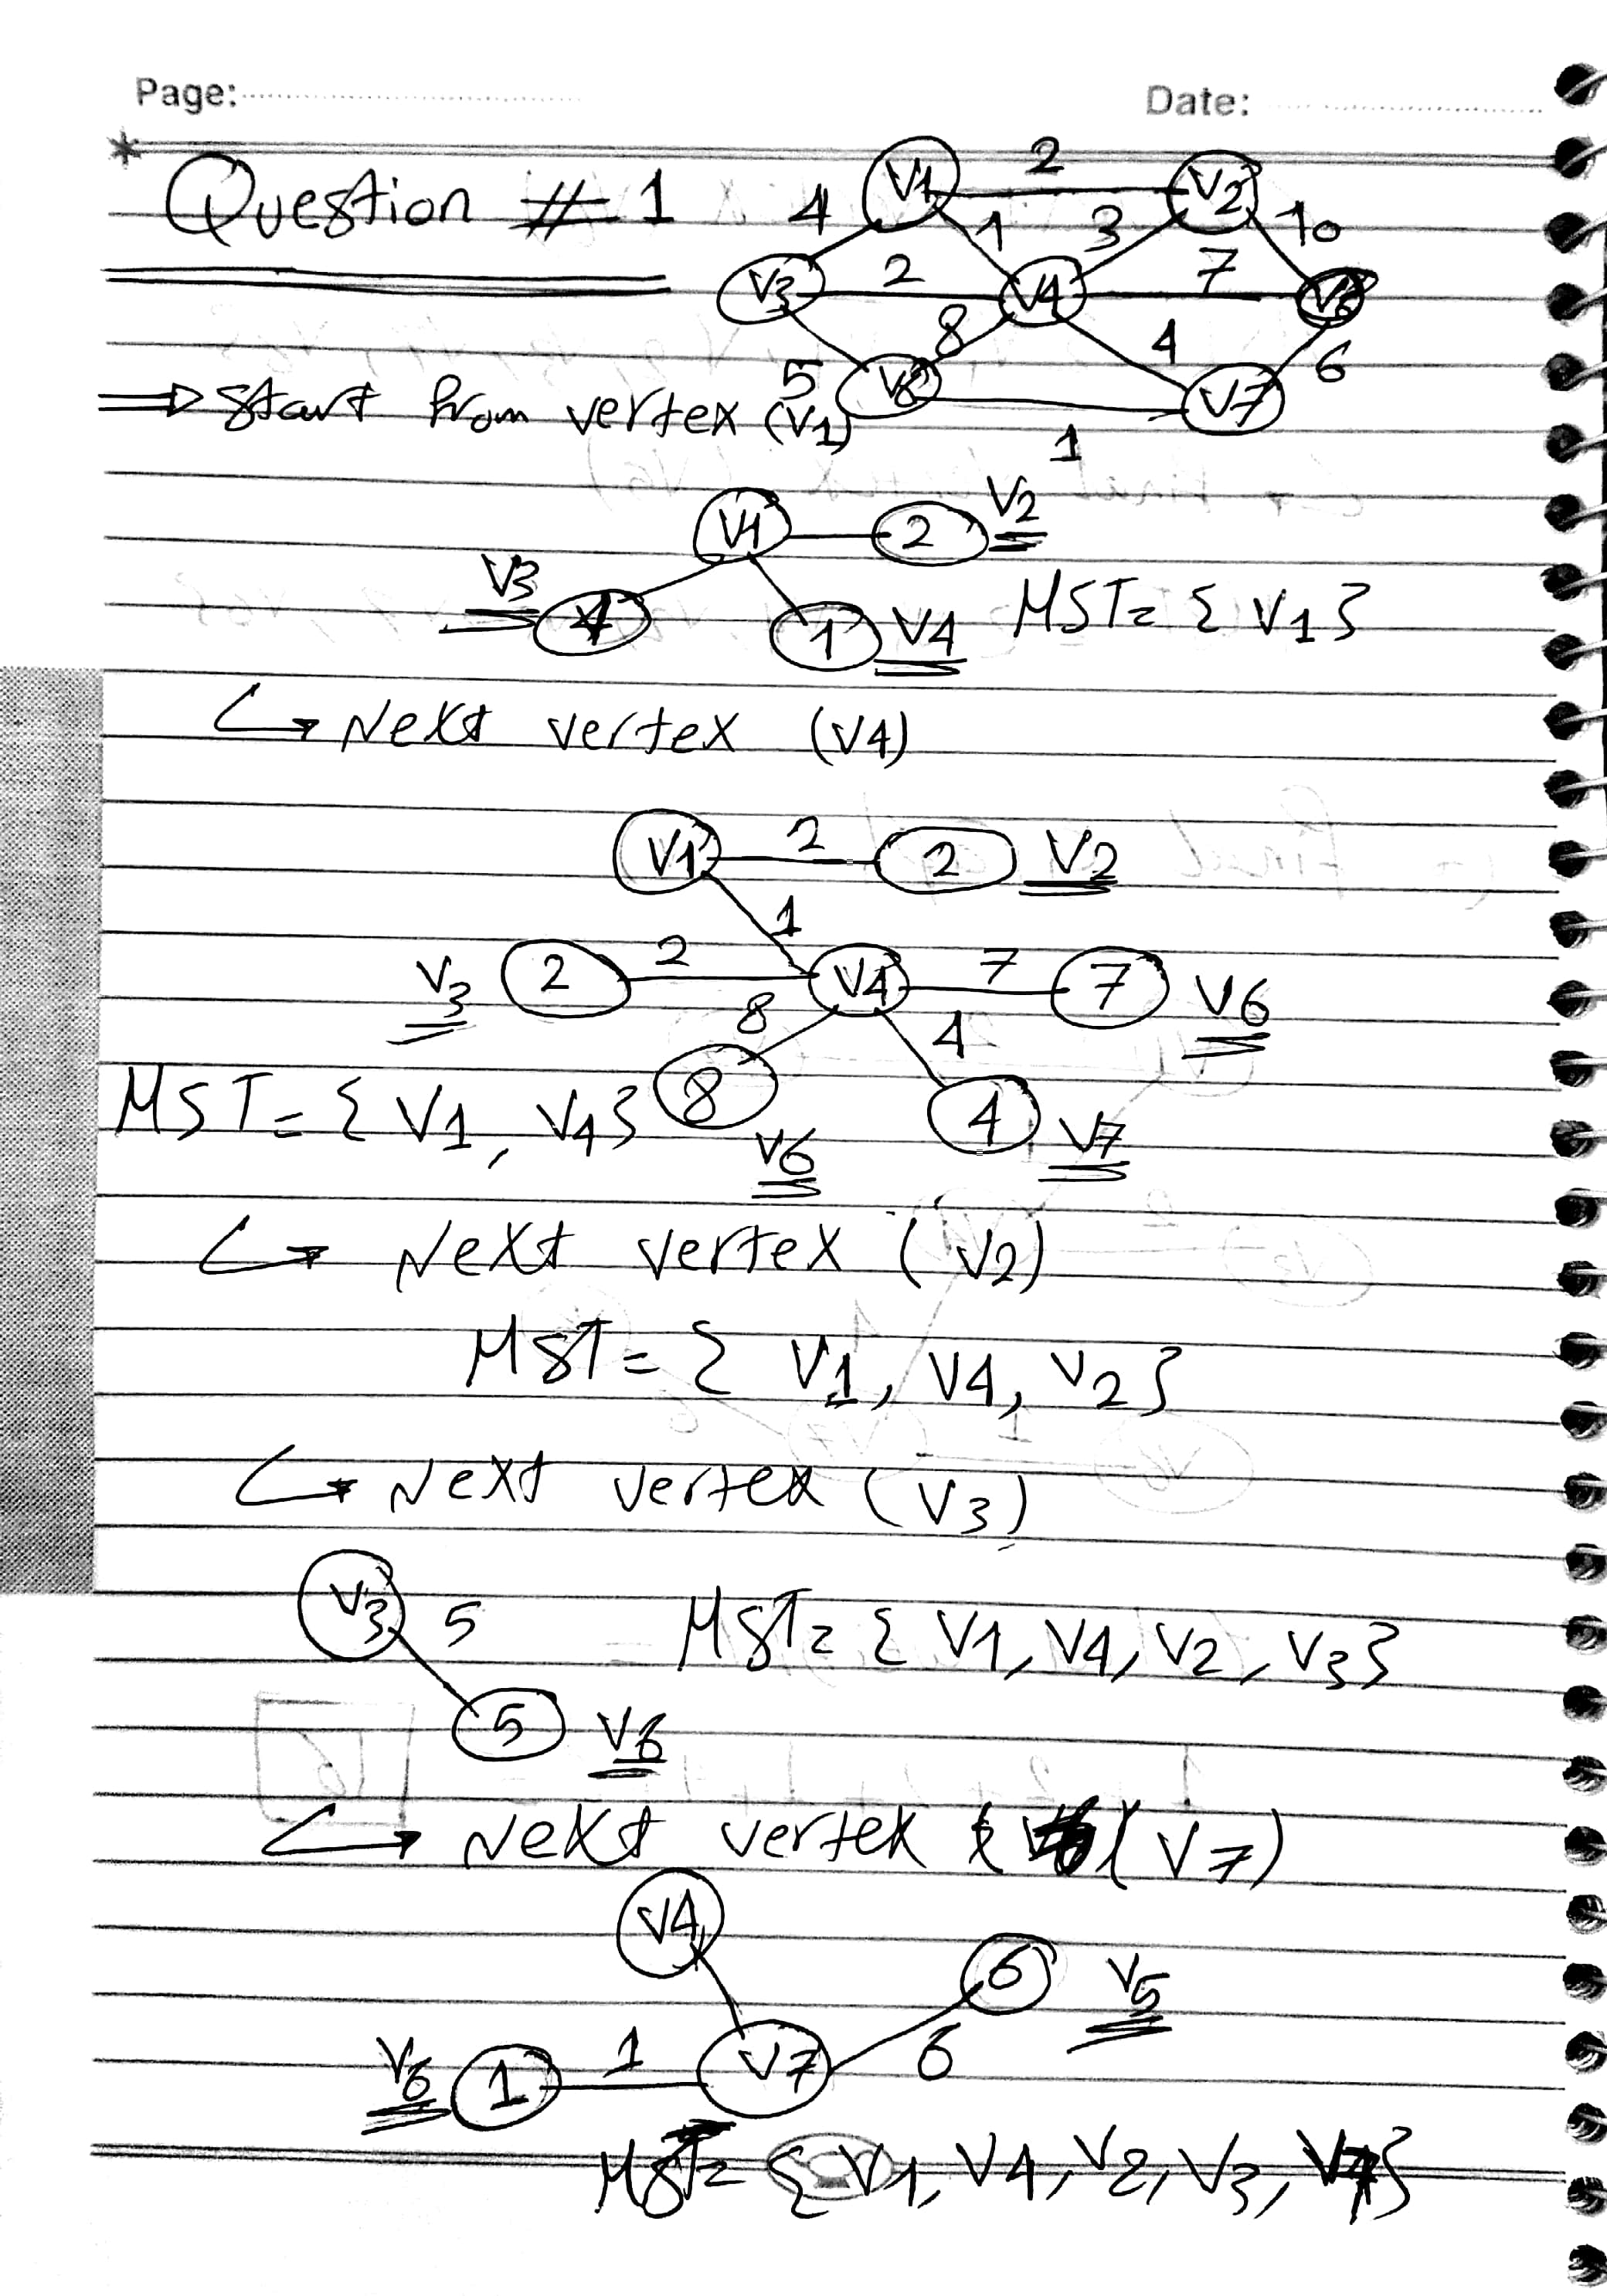 Page:
Date:
*
Question # 1
V1 2 V2
4 1 3 10
V3 2 V4 7
8 4 6
5 V7
1
⇒ start from vertex (V1)
V1 2 V2
V3 4 1 V4 MST = { V1 }
↪ Next vertex (V4)
V1 2 2 V2
1
V3 2 2 V4 7 7 V6
8 4
MST = { V1, V4 } 8 4 V7
V6
↪ Next vertex (V2)
MST = { V1, V4, V2 }
↪ Next vertex (V3)
V3 5 MST = { V1, V4, V2, V3 }
5 V6
↪ Next vertex (V7)
V4
6 V5
V6 1 1 V7 6
MST = { V1, V4, V2, V3, V7 }